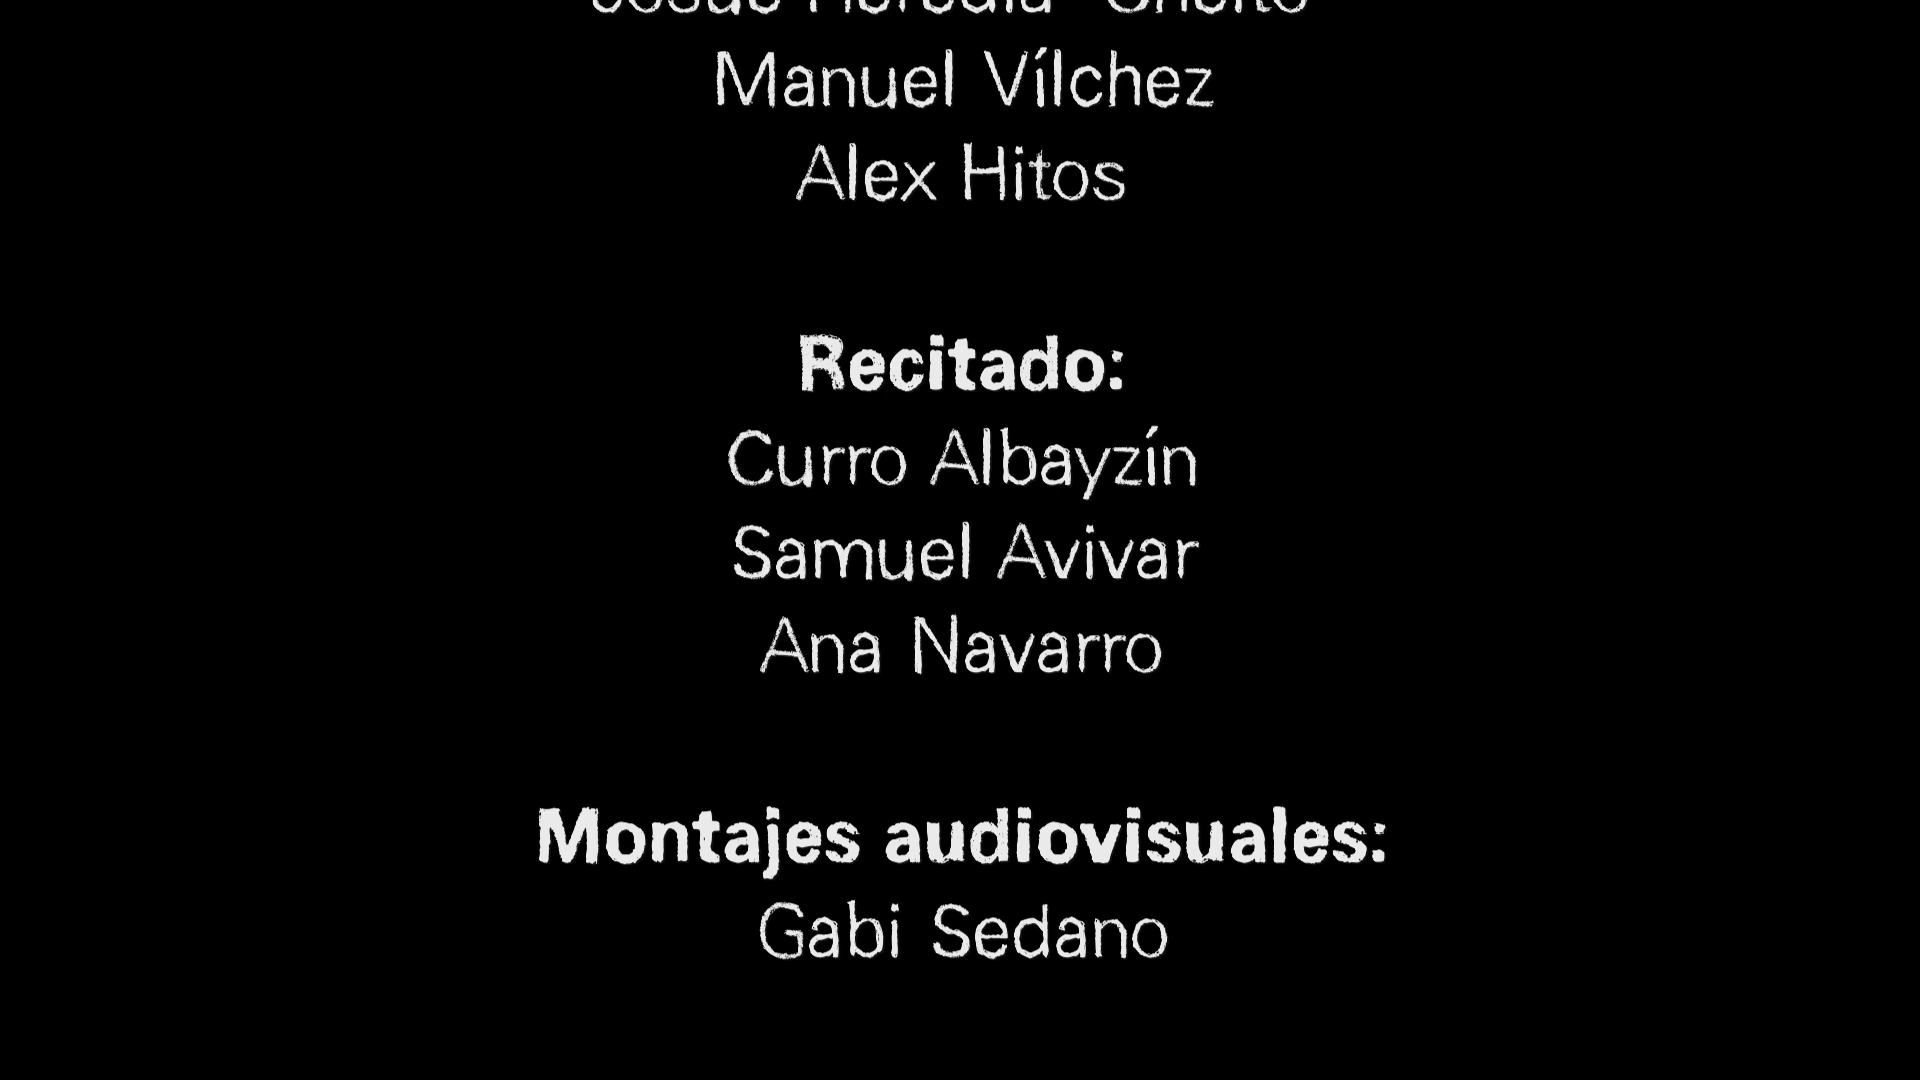 Manuel Vílchez
Alex Hitos
Recitado:
Curro Albayzín
Samuel Avivar
Ana Navarro
Montajes audiovisuales:
Gabi Sedano